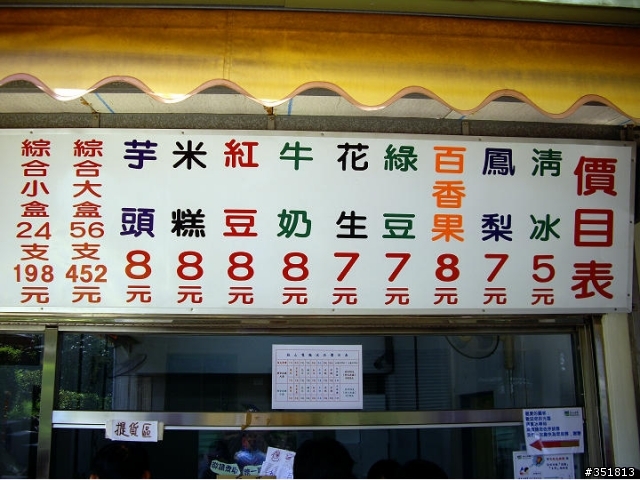 價目表
清冰5元
鳳梨7元
百香果8元
綠豆7元
花生7元
牛奶8元
紅豆8元
米糕8元
芋頭8元
綜合大盒56支452元
綜合小盒24支198元
提貨區
#351813